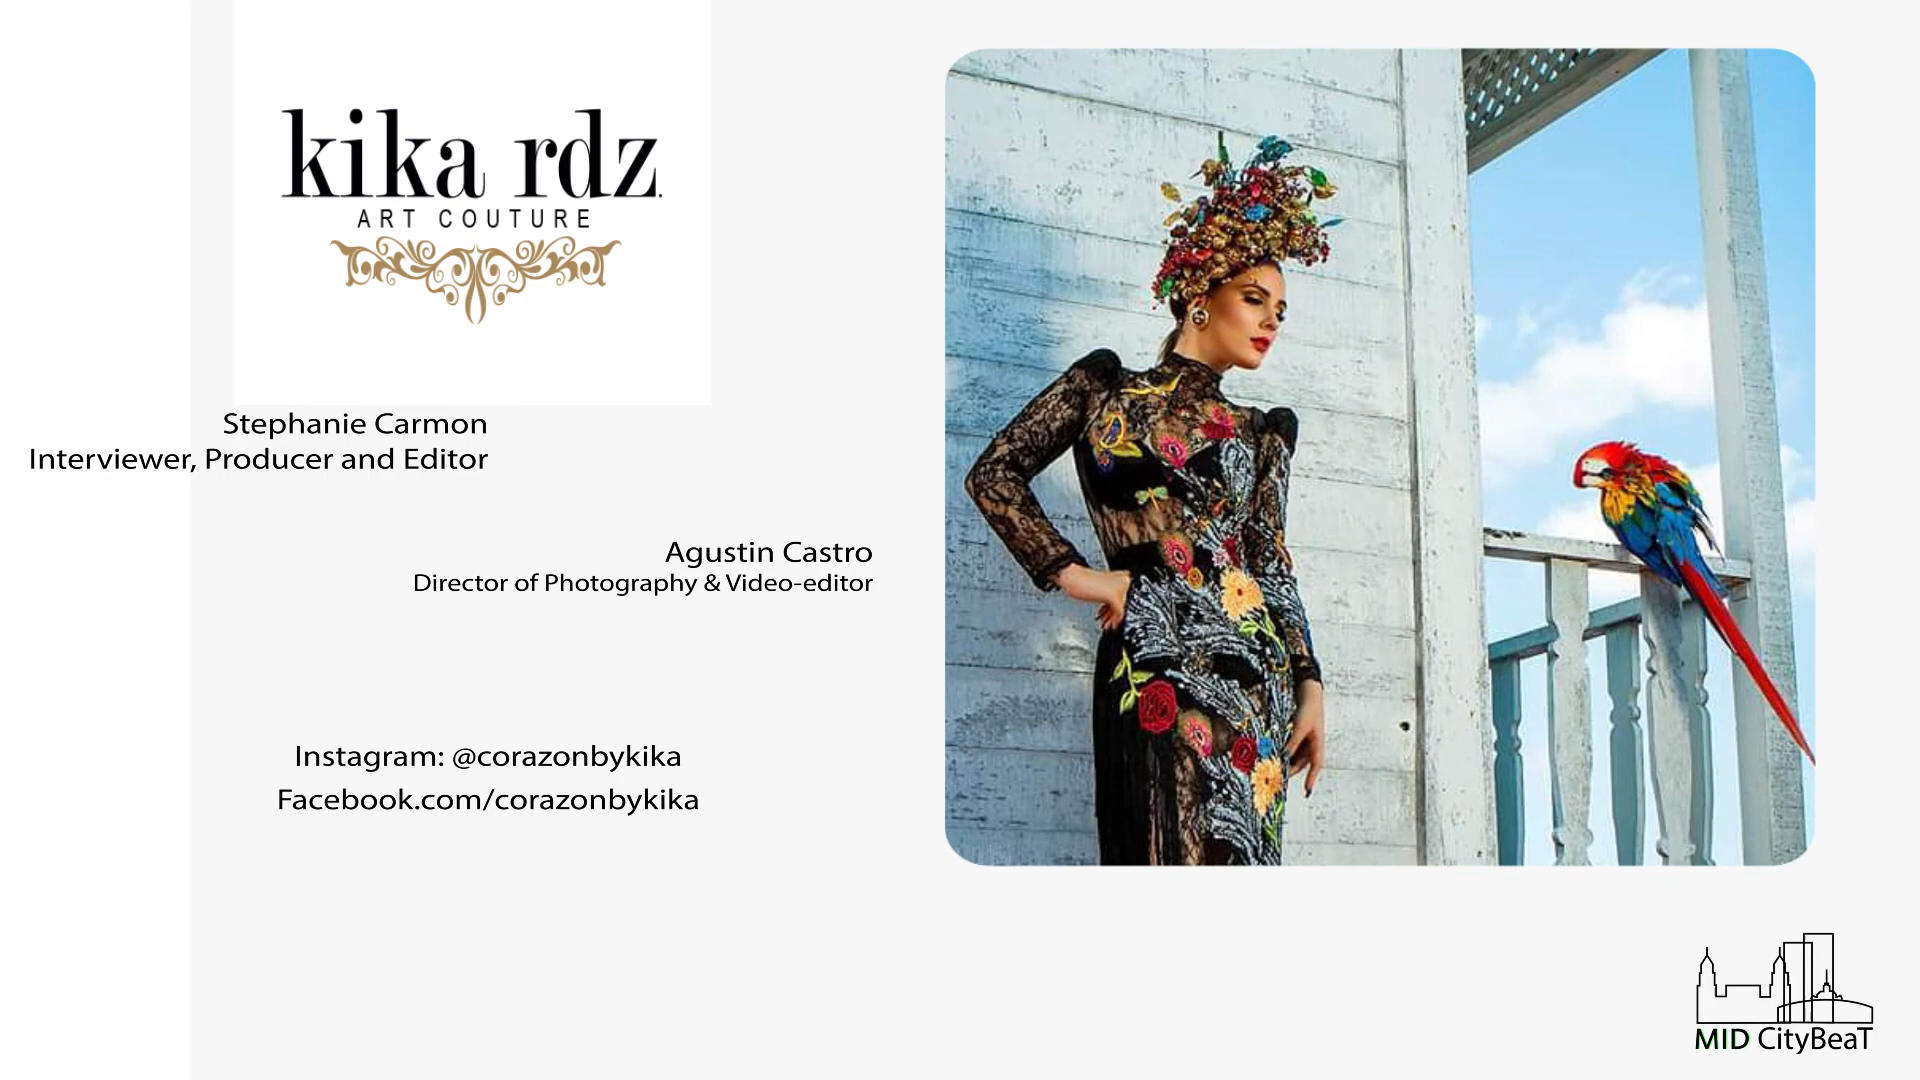 kika rdz.
ART COUTURE
Stephanie Carmon
Interviewer, Producer and Editor
Agustin Castro
Director of Photography & Video-editor
Instagram: @corazonbykika
Facebook.com/corazonbykika
MID CityBeaT